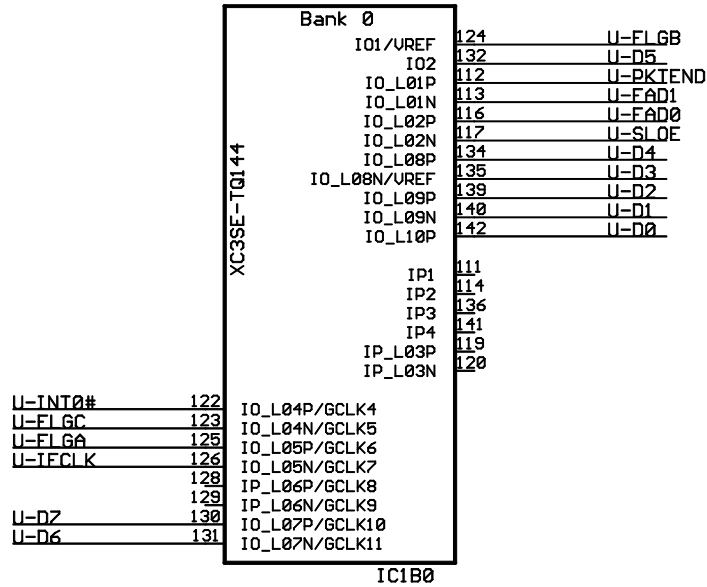 Bank 0
IO1/VREF 124 U-FLGB
IO2 132 U-D5
IO_L01P 112 U-PKTEND
IO_L01N 113 U-FAD1
IO_L02P 116 U-FAD0
IO_L02N 117 U-SLOE
IO_L08P 134 U-D4
IO_L08N/VREF 135 U-D3
IO_L09P 139 U-D2
IO_L09N 140 U-D1
IO_L10P 142 U-D0
XC3SE-TQ144
IP1 111
IP2 114
IP3 136
IP4 141
IP_L03P 119
IP_L03N 120
U-INT0# 122 IO_L04P/GCLK4
U-FLGC 123 IO_L04N/GCLK5
U-FLGA 125 IO_L05P/GCLK6
U-IFCLK 126 IO_L05N/GCLK7
128 IP_L06P/GCLK8
129 IP_L06N/GCLK9
U-D7 130 IO_L07P/GCLK10
U-D6 131 IO_L07N/GCLK11
IC1B0